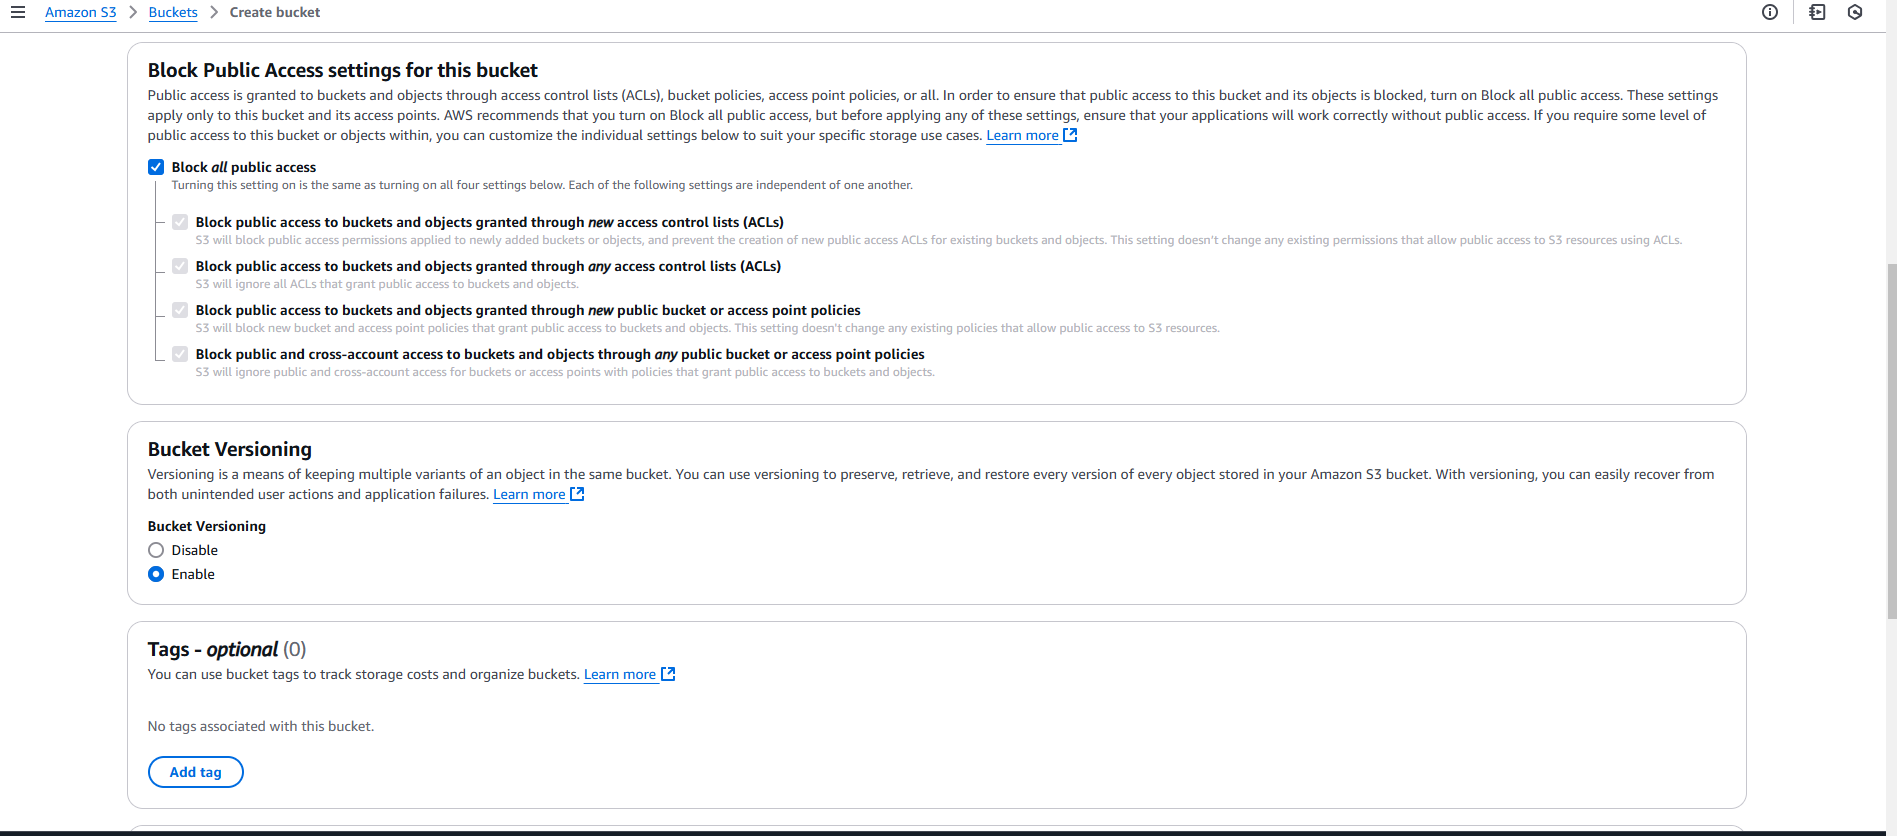 Amazon S3 > Buckets > Create bucket
Block Public Access settings for this bucket
Public access is granted to buckets and objects through access control lists (ACLs), bucket policies, access point policies, or all. In order to ensure that public access to this bucket and its objects is blocked, turn on Block all public access. These settings
apply only to this bucket and its access points. AWS recommends that you turn on Block all public access, but before applying any of these settings, ensure that your applications will work correctly without public access. If you require some level of
public access to this bucket or objects within, you can customize the individual settings below to suit your specific storage use cases. Learn more
Block all public access
Turning this setting on is the same as turning on all four settings below. Each of the following settings are independent of one another.
Block public access to buckets and objects granted through new access control lists (ACLs)
S3 will block public access permissions applied to newly added buckets or objects, and prevent the creation of new public access ACLs for existing buckets and objects. This setting doesn't change any existing permissions that allow public access to S3 resources using ACLs.
Block public access to buckets and objects granted through any access control lists (ACLs)
S3 will ignore all ACLs that grant public access to buckets and objects.
Block public access to buckets and objects granted through new public bucket or access point policies
S3 will block new bucket and access point policies that grant public access to buckets and objects. This setting doesn't change any existing policies that allow public access to S3 resources.
Block public and cross-account access to buckets and objects through any public bucket or access point policies
S3 will ignore public and cross-account access for buckets or access points with policies that grant public access to buckets and objects.
Bucket Versioning
Versioning is a means of keeping multiple variants of an object in the same bucket. You can use versioning to preserve, retrieve, and restore every version of every object stored in your Amazon S3 bucket. With versioning, you can easily recover from
both unintended user actions and application failures. Learn more
Bucket Versioning
Disable
Enable
Tags - optional (0)
You can use bucket tags to track storage costs and organize buckets. Learn more
No tags associated with this bucket.
Add tag